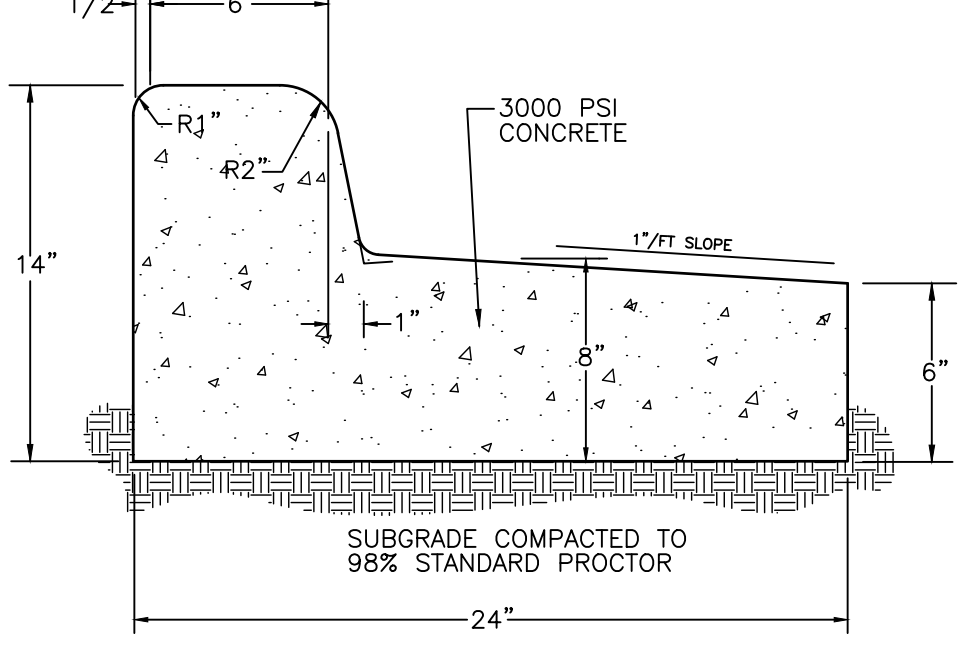 1/2
6
14"
R1"
R2"
3000 PSI
CONCRETE
1"/FT SLOPE
1"
8"
6"
SUBGRADE COMPACTED TO
98% STANDARD PROCTOR
24"